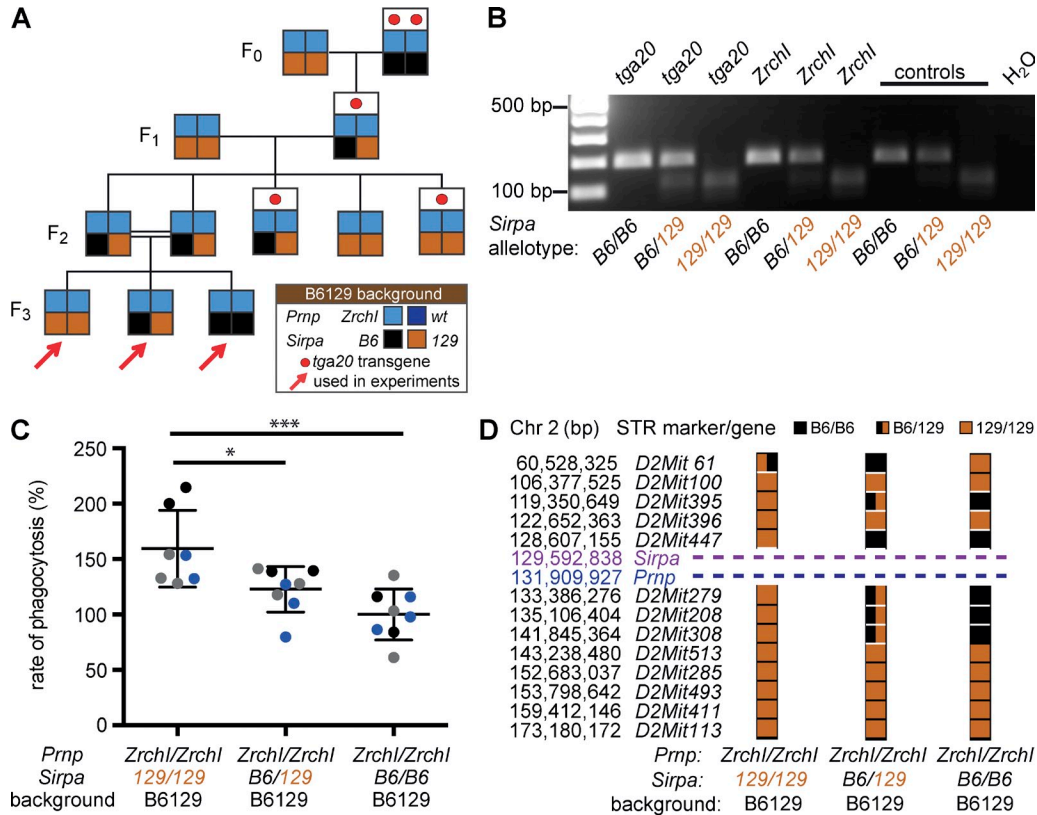 A
F0
F1
F2
F3
B6129 background
Prnp ZrchI wt
Sirpa B6 129
tga20 transgene
used in experiments
B
tga20 tga20 tga20 ZrchI ZrchI ZrchI controls H2O
500 bp
100 bp
Sirpa
allelotype: B6/B6 B6/129 129/129 B6/B6 B6/129 129/129 B6/B6 B6/129 129/129
C
***
*
rate of phagocytosis (%)
250
200
150
100
50
0
Prnp ZrchI/ZrchI ZrchI/ZrchI ZrchI/ZrchI
Sirpa 129/129 B6/129 B6/B6
background B6129 B6129 B6129
D Chr 2 (bp) STR marker/gene B6/B6 B6/129 129/129
60,528,325 D2Mit 61
106,377,525 D2Mit100
119,350,649 D2Mit395
122,652,363 D2Mit396
128,607,155 D2Mit447
129,592,838 Sirpa
131,909,927 Prnp
133,386,276 D2Mit279
135,106,404 D2Mit208
141,845,364 D2Mit308
143,238,480 D2Mit513
152,683,037 D2Mit285
153,798,642 D2Mit493
159,412,146 D2Mit411
173,180,172 D2Mit113
Prnp: ZrchI/ZrchI ZrchI/ZrchI ZrchI/ZrchI
Sirpa: 129/129 B6/129 B6/B6
background: B6129 B6129 B6129